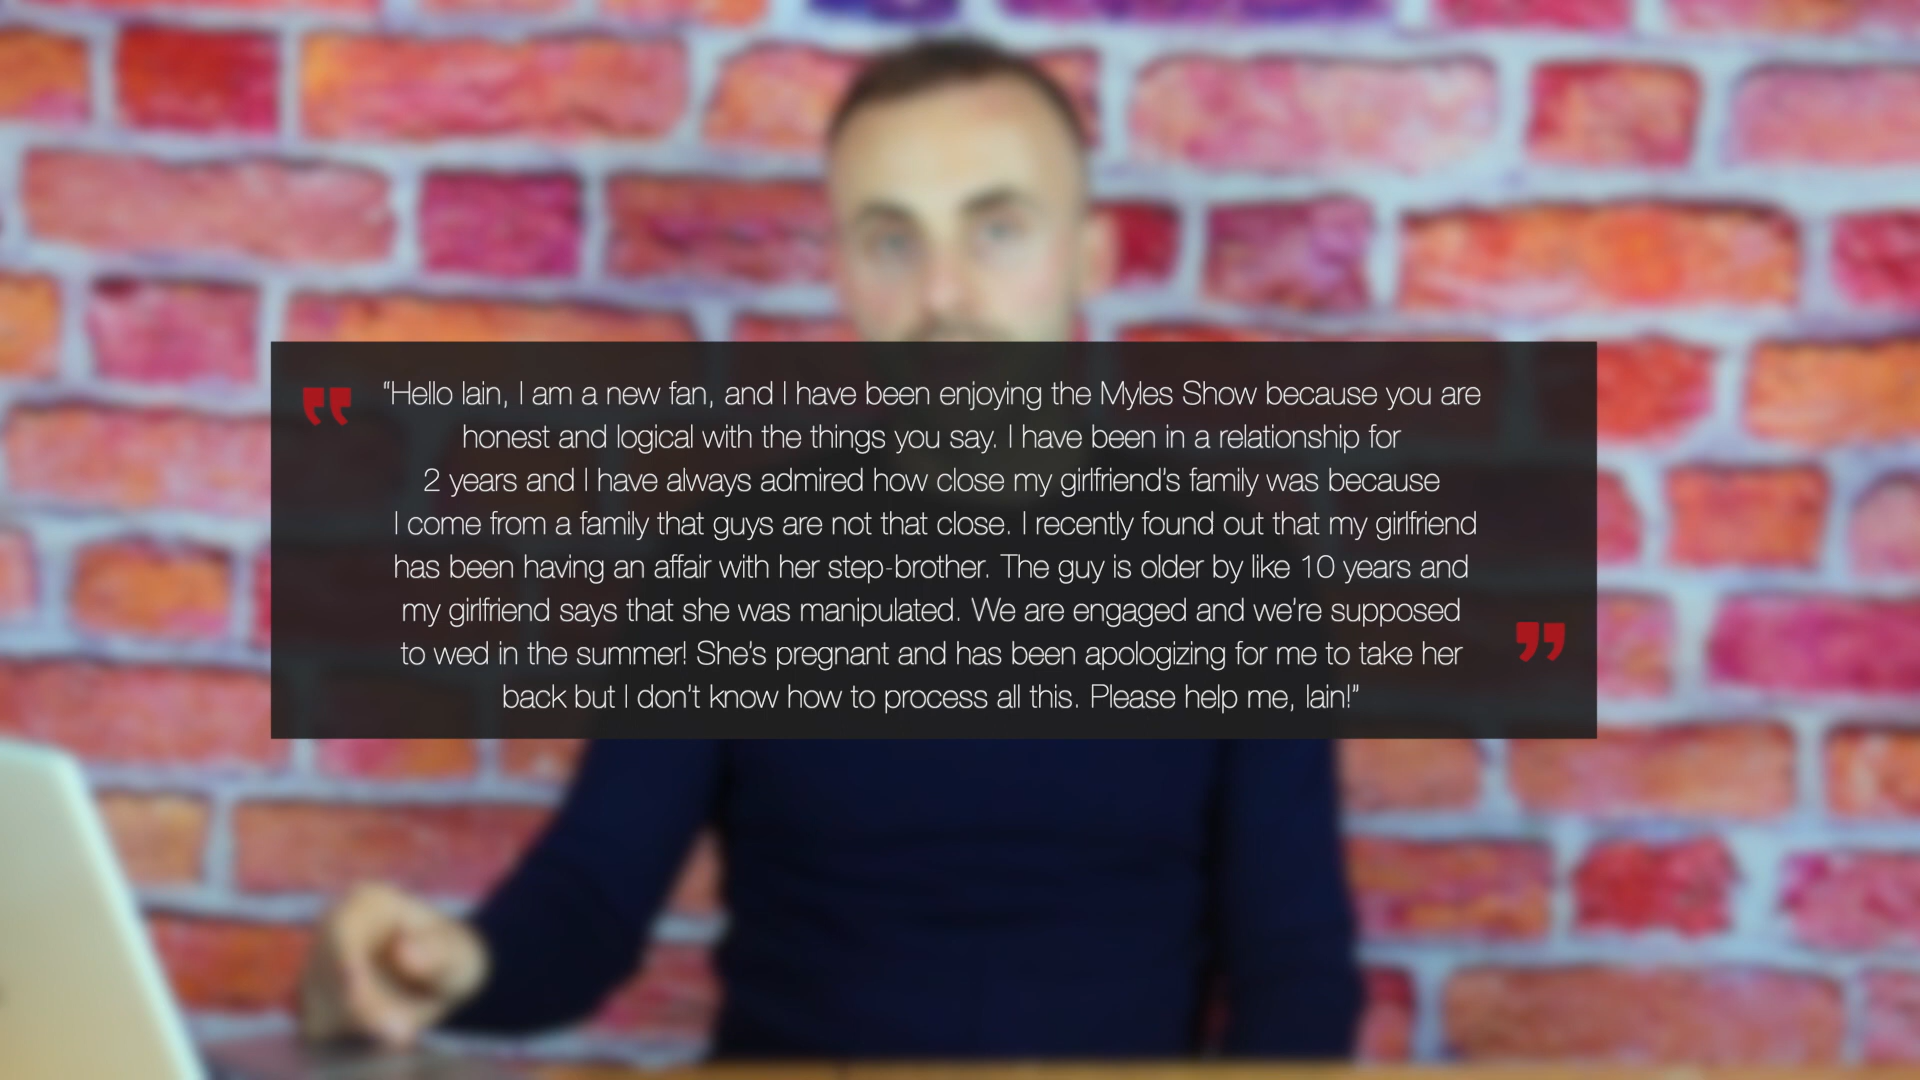 “Hello Iain, I am a new fan, and I have been enjoying the Myles Show because you are
honest and logical with the things you say. I have been in a relationship for
2 years and I have always admired how close my girlfriend's family was because
I come from a family that guys are not that close. I recently found out that my girlfriend
has been having an affair with her step-brother. The guy is older by like 10 years and
my girlfriend says that she was manipulated. We are engaged and we're supposed
to wed in the summer! She's pregnant and has been apologizing for me to take her
back but I don't know how to process all this. Please help me, Iain!”